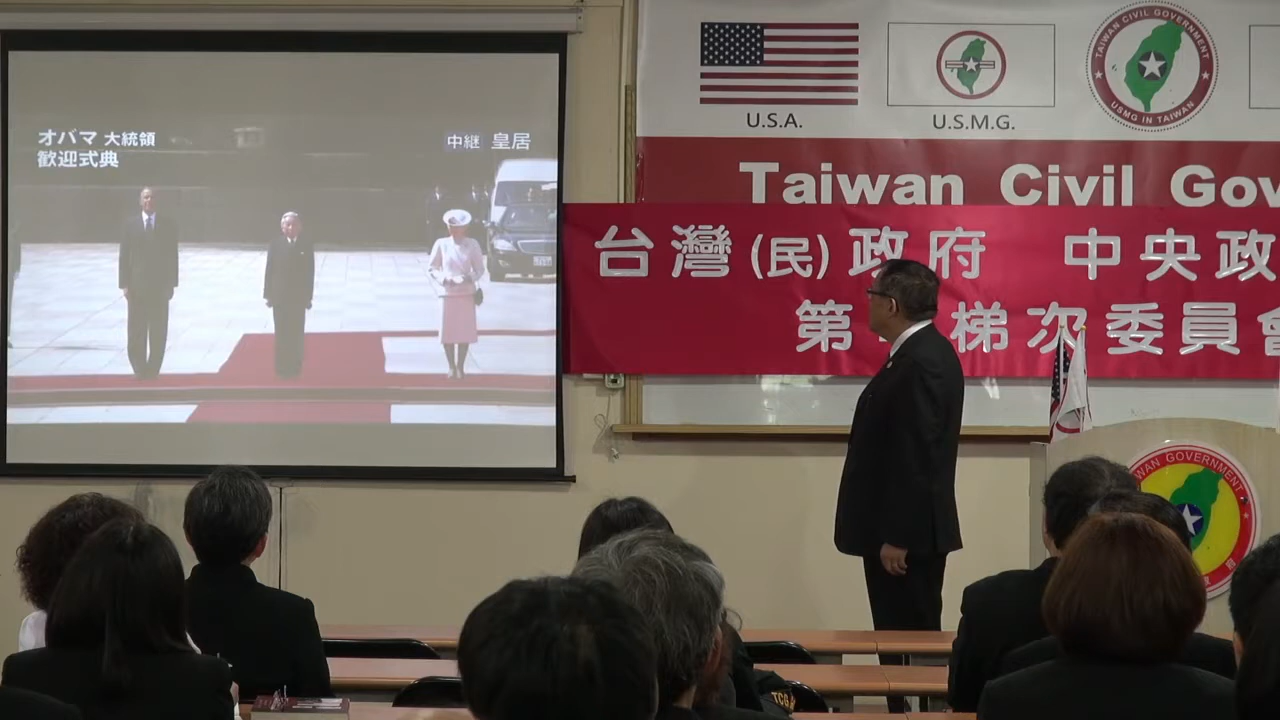 オバマ 大統領
歓迎式典
中継 皇居
U.S.A.
U.S.M.G.
TAIWAN CIVIL GOVERNMENT
USMG IN TAIWAN
Taiwan Civil Gov
台灣(民)政府 中央政
第 梯次委員會
TAIWAN GOVERNMENT
TCG